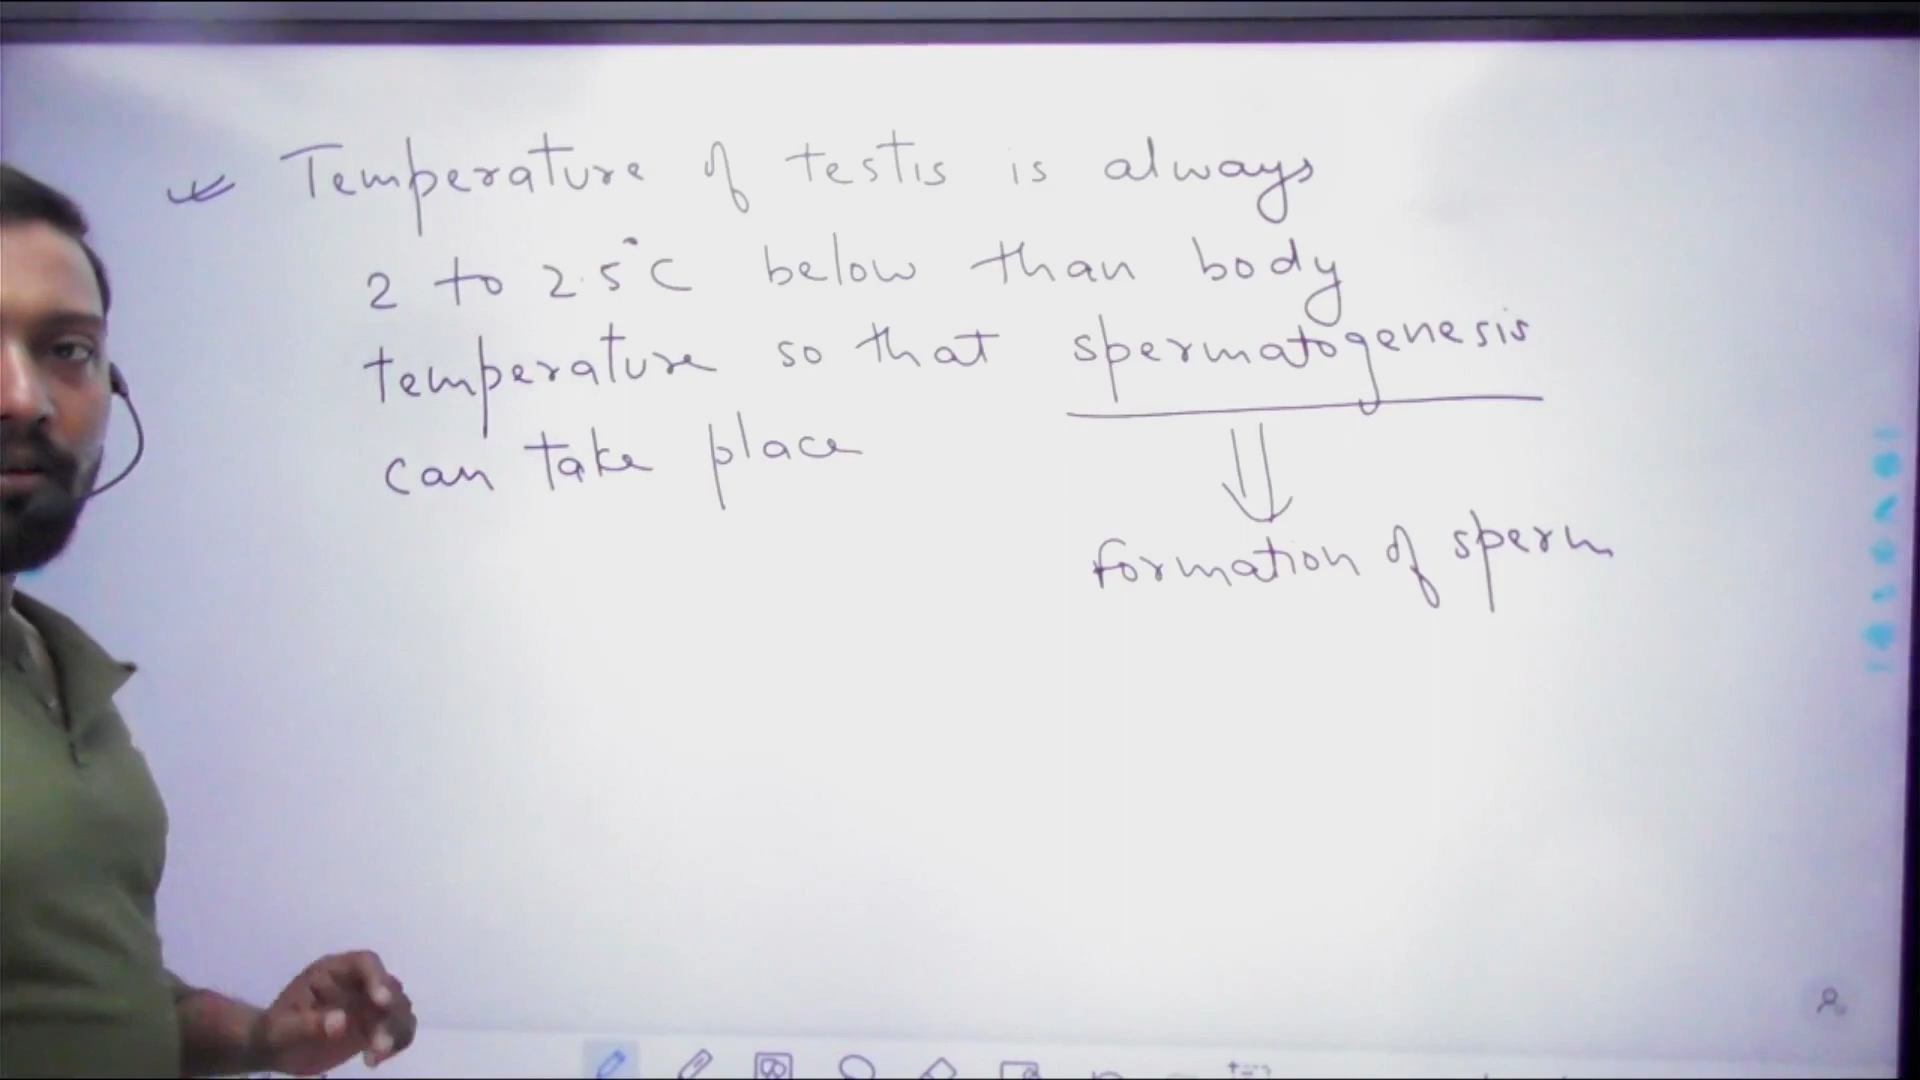 Temperature of testis is always
2 to 2.5°C below than body
temperature so that spermatogenesis
can take place
formation of sperm